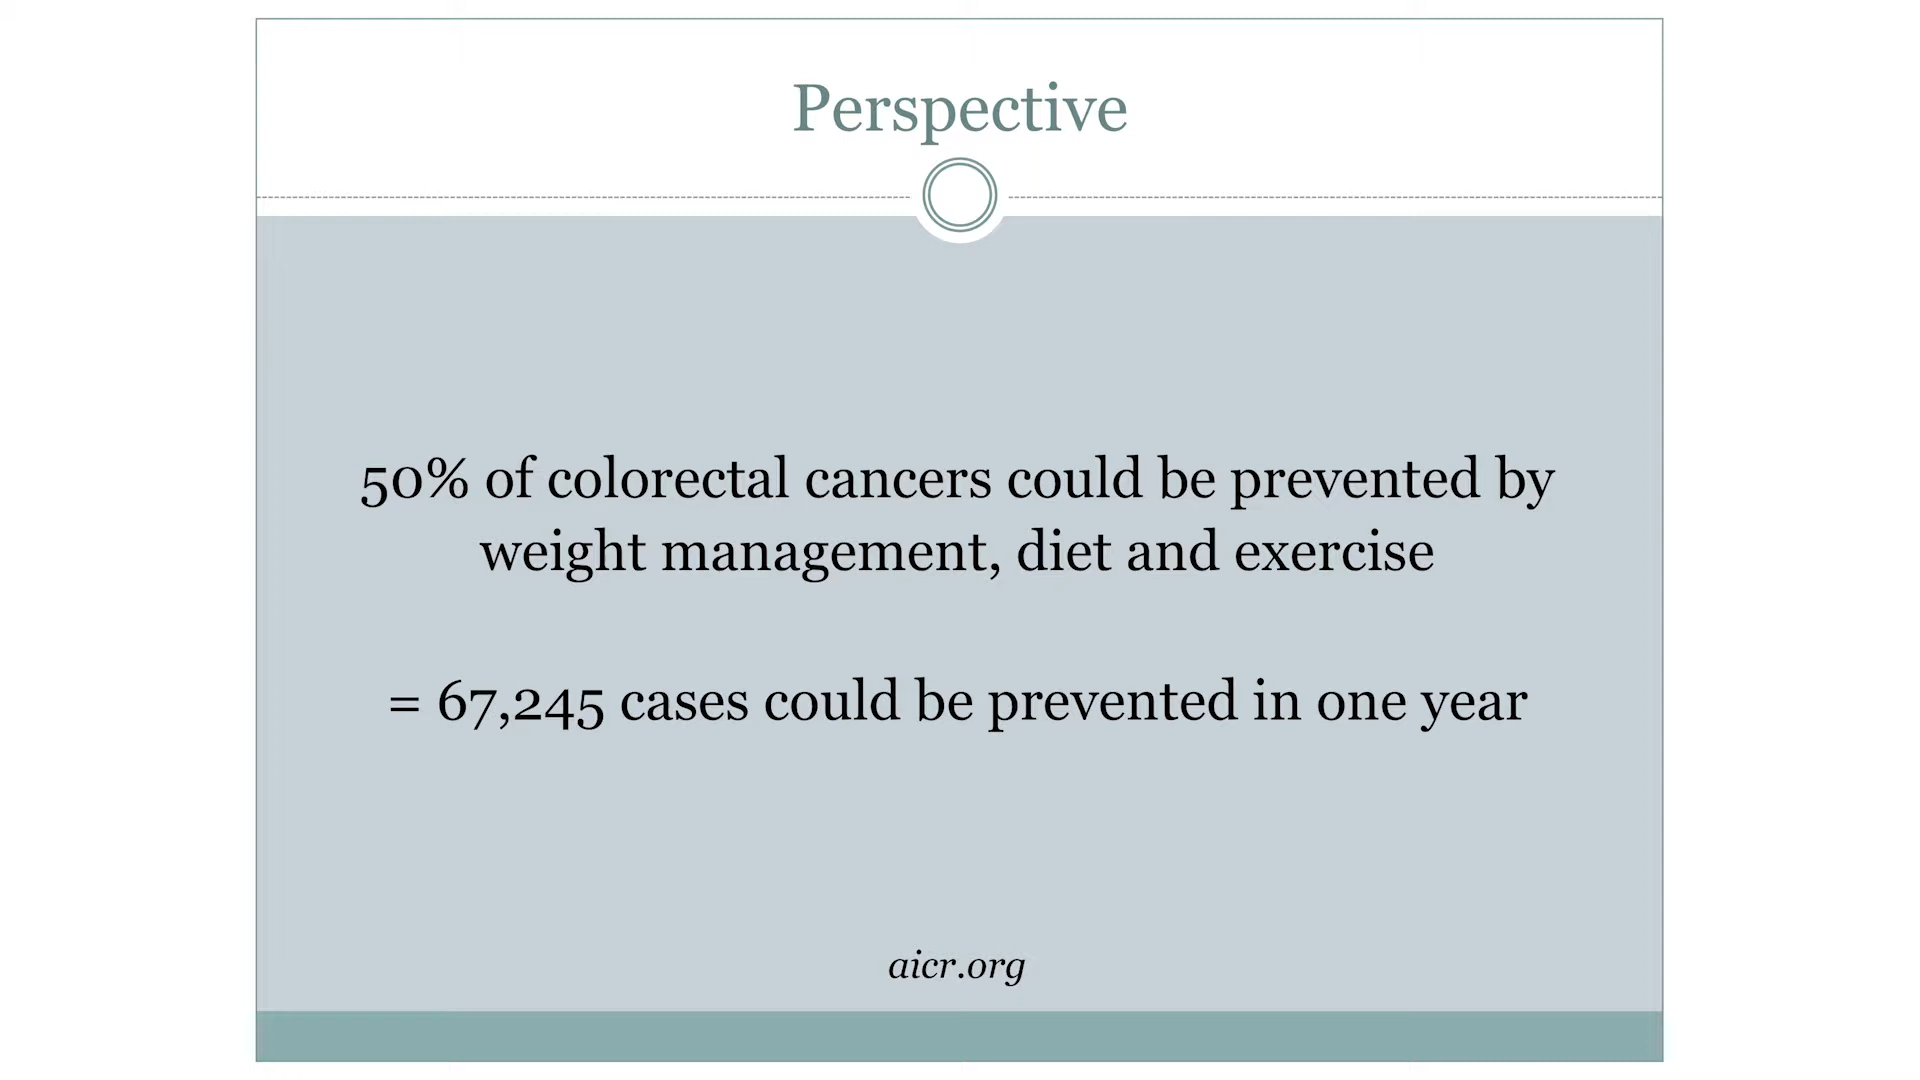 Perspective
50% of colorectal cancers could be prevented by
weight management, diet and exercise
= 67,245 cases could be prevented in one year
aicr.org